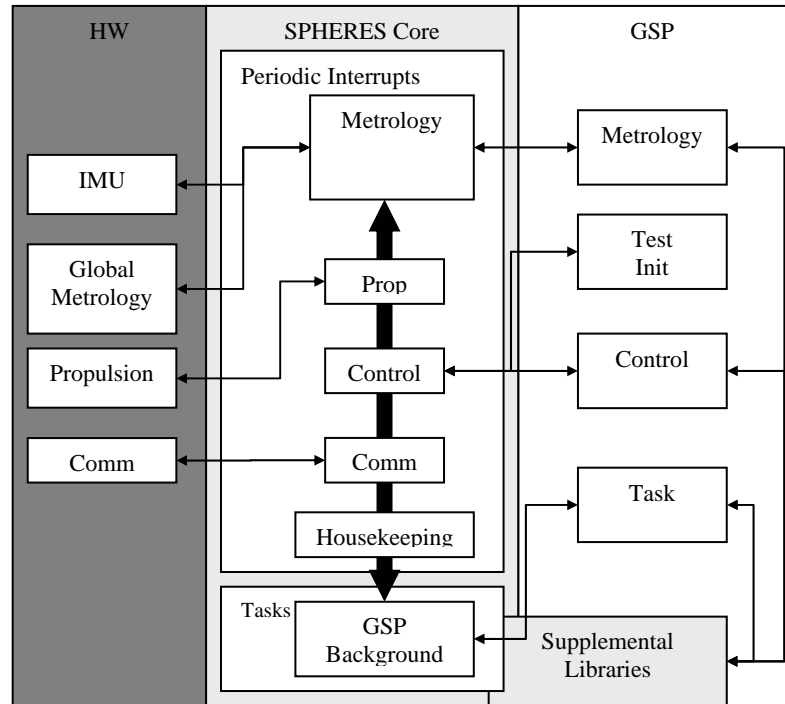 HW
SPHERES Core
GSP
Periodic Interrupts
Metrology
Metrology
IMU
Test
Init
Global
Metrology
Prop
Propulsion
Control
Control
Comm
Comm
Task
Housekeeping
Tasks
GSP
Background
Supplemental
Libraries